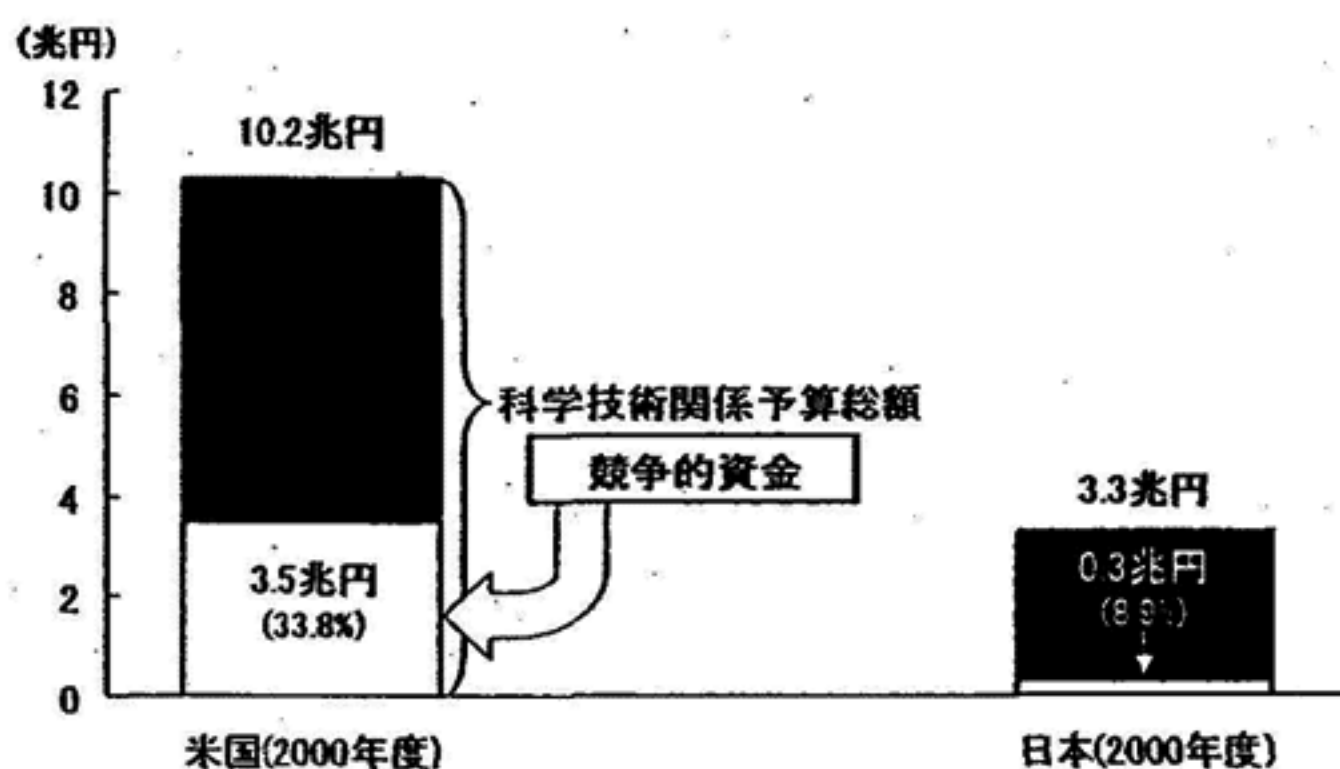 (兆円)
12
10.2兆円
10
8
6
科学技術関係予算総額
競争的資金
4
3.3兆円
3.5兆円
(33.8%)
0.3兆円
(8.9%)
2
0
米国(2000年度)
日本(2000年度)